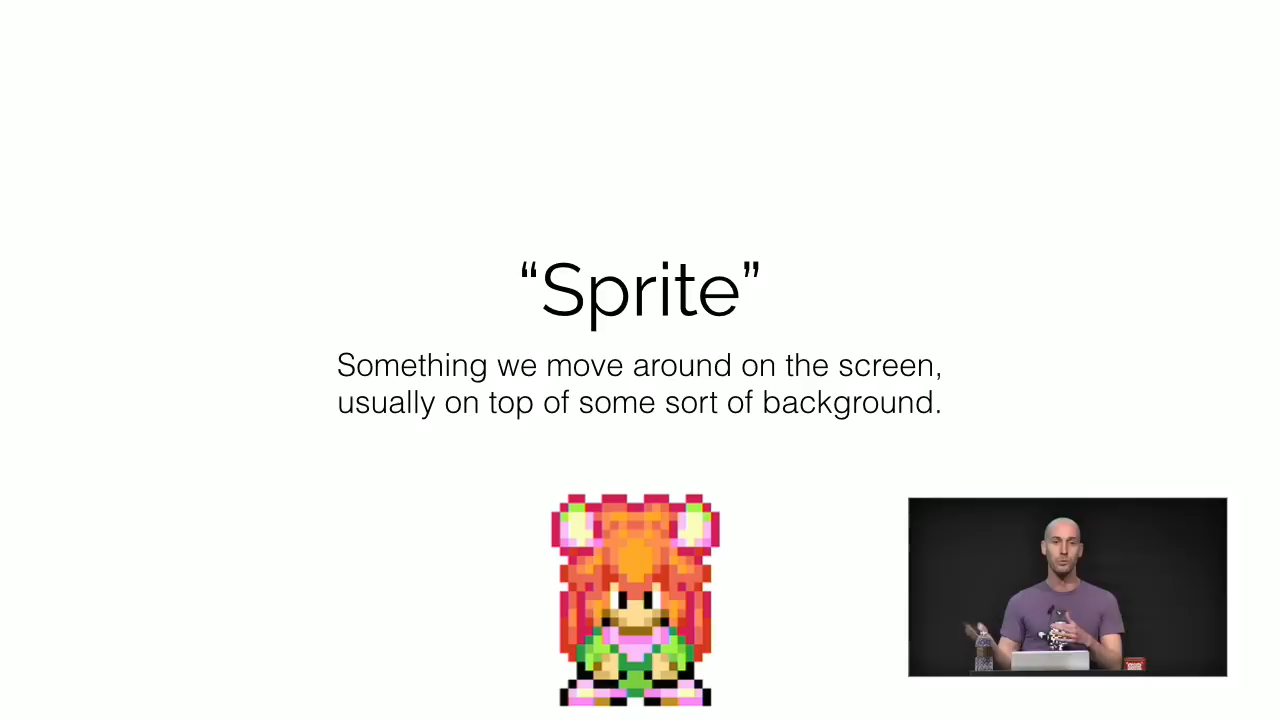 “Sprite”
Something we move around on the screen,
usually on top of some sort of background.